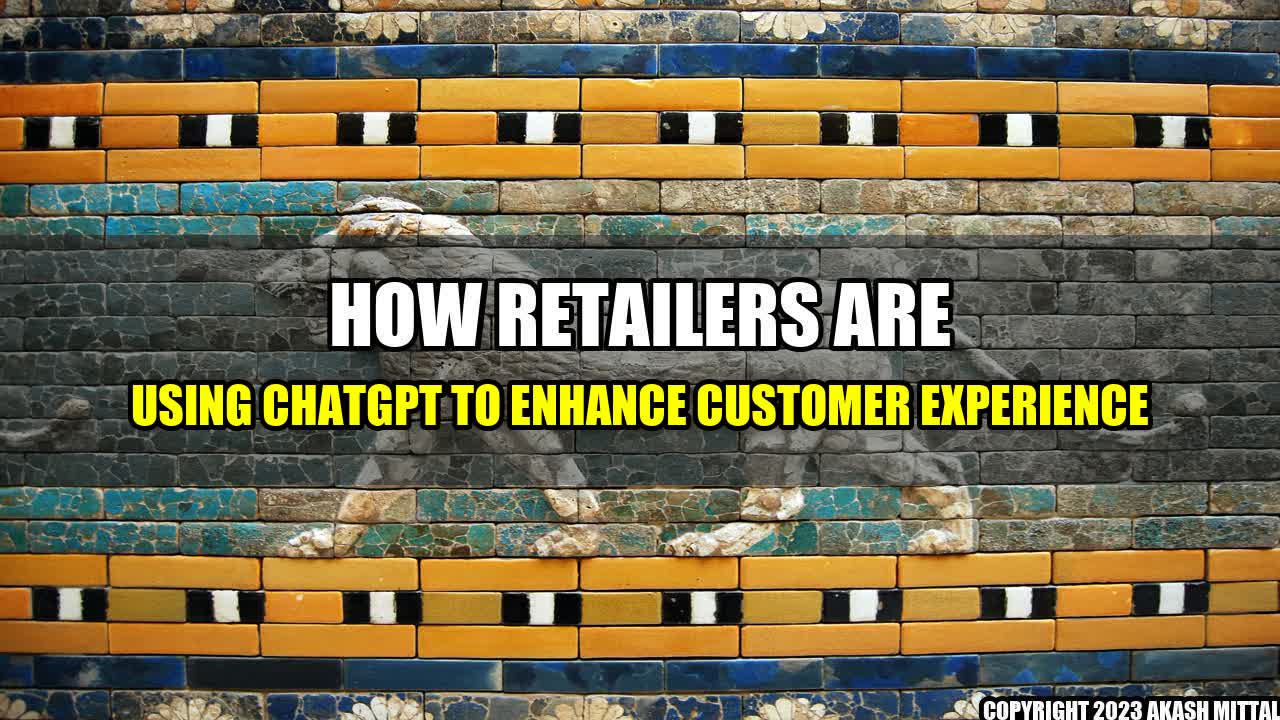 HOW RETAILERS ARE
USING CHATGPT TO ENHANCE CUSTOMER EXPERIENCE
COPYRIGHT 2023 AKASH MITTAL